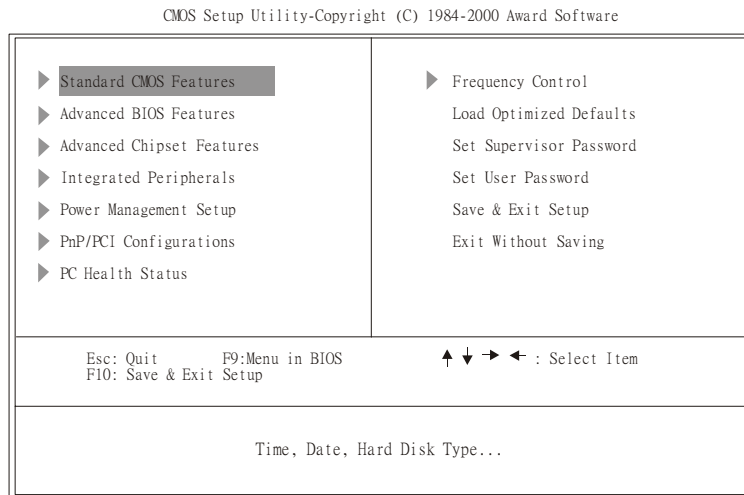 CMOS Setup Utility-Copyright (C) 1984-2000 Award Software
Standard CMOS Features
Advanced BIOS Features
Advanced Chipset Features
Integrated Peripherals
Power Management Setup
PnP/PCI Configurations
PC Health Status
Frequency Control
Load Optimized Defaults
Set Supervisor Password
Set User Password
Save & Exit Setup
Exit Without Saving
Esc: Quit F9:Menu in BIOS ↑ ↓ → ← : Select Item
F10: Save & Exit Setup
Time, Date, Hard Disk Type...